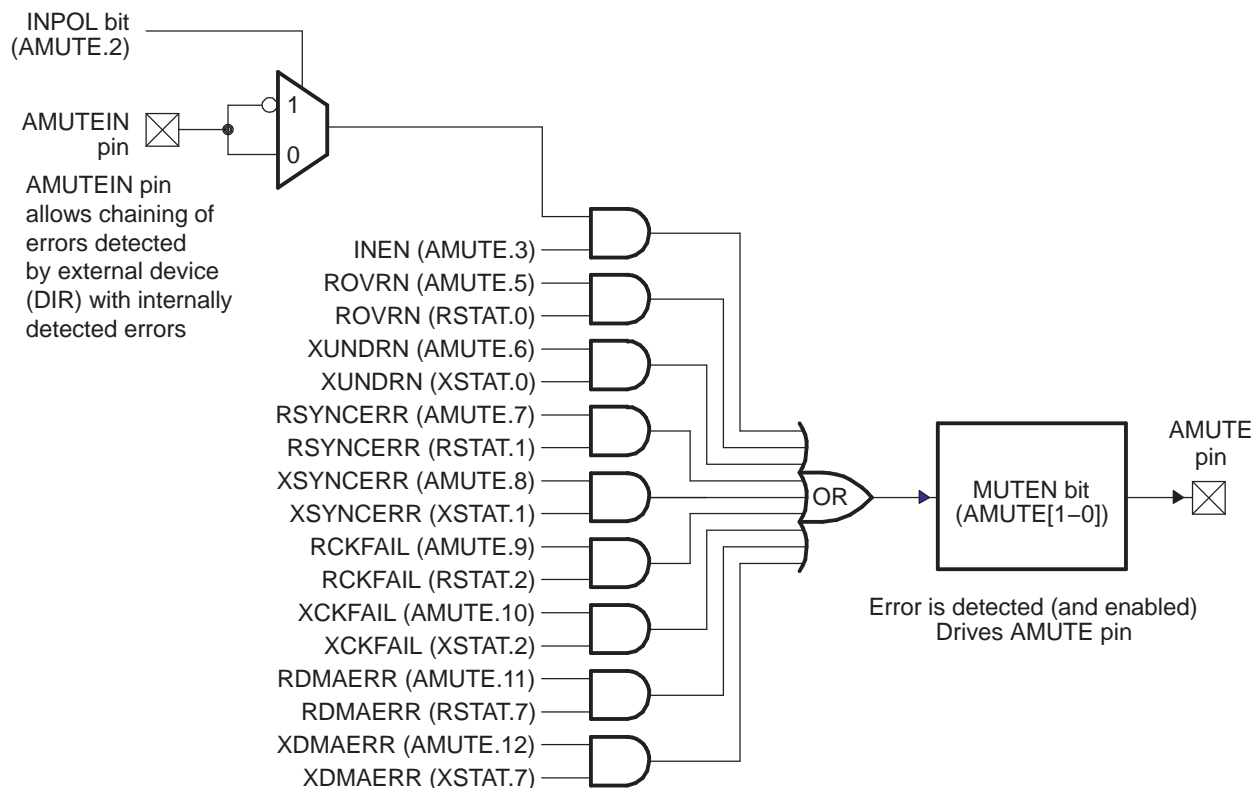 INPOL bit
(AMUTE.2)
AMUTEIN
pin
1
0
AMUTEIN pin
allows chaining of
errors detected
by external device
(DIR) with internally
detected errors
INEN (AMUTE.3)
ROVRN (AMUTE.5)
ROVRN (RSTAT.0)
XUNDRN (AMUTE.6)
XUNDRN (XSTAT.0)
RSYNCERR (AMUTE.7)
RSYNCERR (RSTAT.1)
XSYNCERR (AMUTE.8)
XSYNCERR (XSTAT.1)
RCKFAIL (AMUTE.9)
RCKFAIL (RSTAT.2)
XCKFAIL (AMUTE.10)
XCKFAIL (XSTAT.2)
RDMAERR (AMUTE.11)
RDMAERR (RSTAT.7)
XDMAERR (AMUTE.12)
XDMAERR (XSTAT.7)
OR
MUTEN bit
(AMUTE[1–0])
AMUTE
pin
Error is detected (and enabled)
Drives AMUTE pin